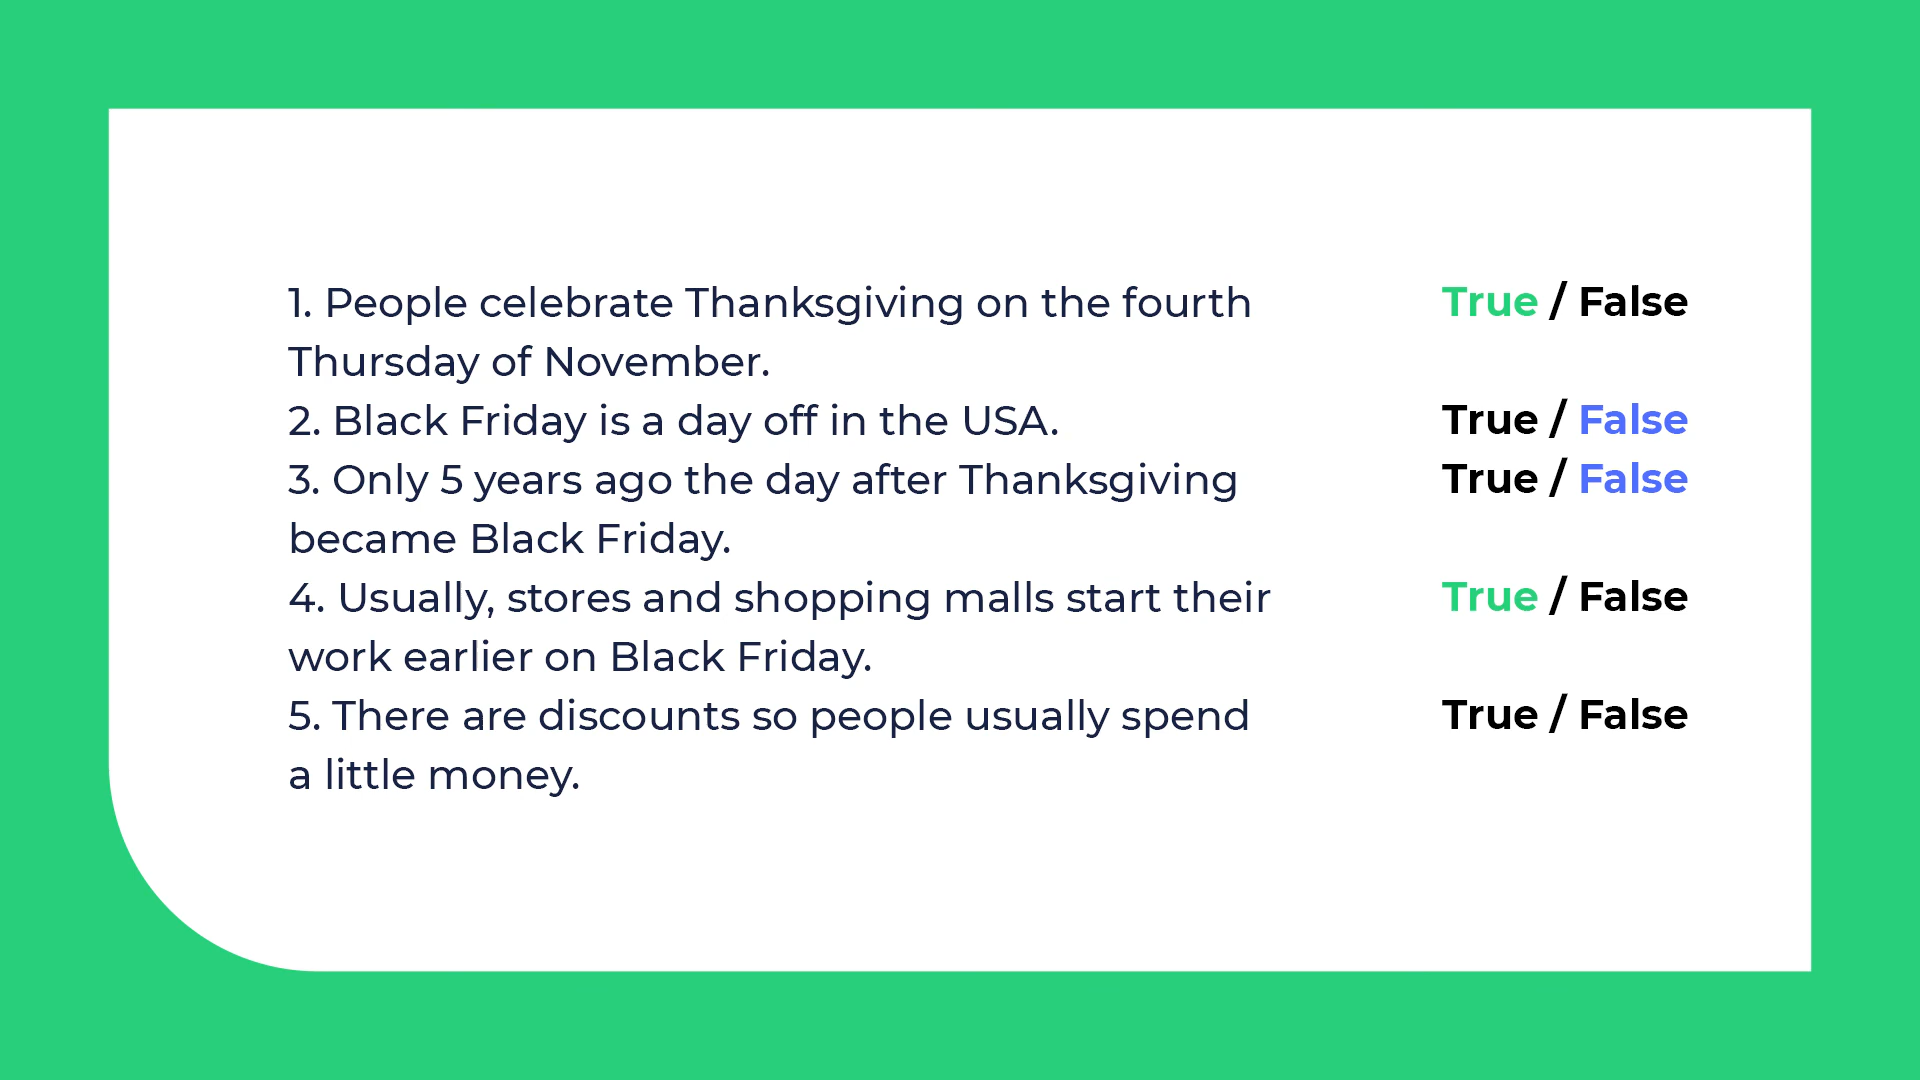 1. People celebrate Thanksgiving on the fourth True / False
Thursday of November.
2. Black Friday is a day off in the USA. True / False
3. Only 5 years ago the day after Thanksgiving True / False
became Black Friday.
4. Usually, stores and shopping malls start their True / False
work earlier on Black Friday.
5. There are discounts so people usually spend True / False
a little money.